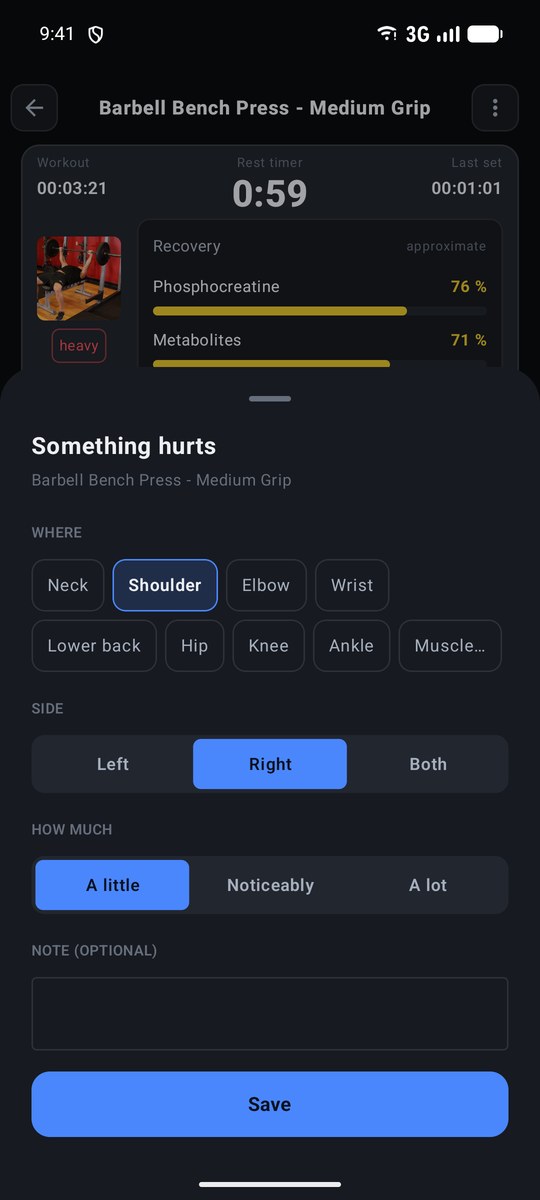 9:41 3G
Barbell Bench Press - Medium Grip
Workout Rest timer Last set
00:03:21 0:59 00:01:01
Recovery approximate
Phosphocreatine 76 %
Metabolites 71 %
heavy
Something hurts
Barbell Bench Press - Medium Grip
WHERE
Neck Shoulder Elbow Wrist
Lower back Hip Knee Ankle Muscle…
SIDE
Left Right Both
HOW MUCH
A little Noticeably A lot
NOTE (OPTIONAL)
Save